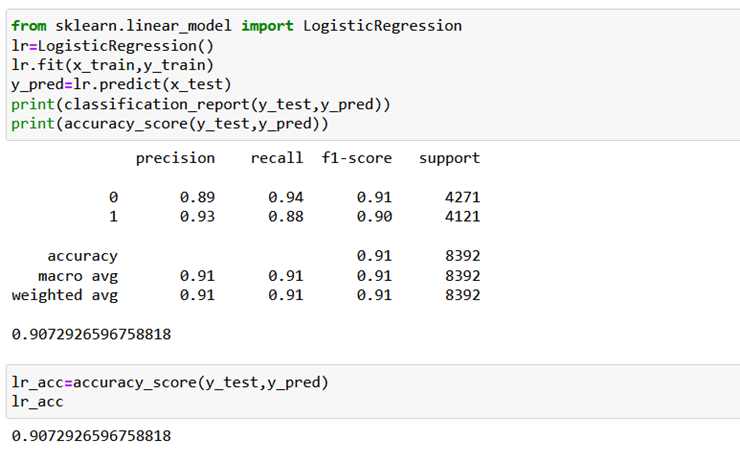 from sklearn.linear_model import LogisticRegression
lr=LogisticRegression()
lr.fit(x_train,y_train)
y_pred=lr.predict(x_test)
print(classification_report(y_test,y_pred))
print(accuracy_score(y_test,y_pred))
precision recall f1-score support
0 0.89 0.94 0.91 4271
1 0.93 0.88 0.90 4121
accuracy 0.91 8392
macro avg 0.91 0.91 0.91 8392
weighted avg 0.91 0.91 0.91 8392
0.9072926596758818
lr_acc=accuracy_score(y_test,y_pred)
lr_acc
0.9072926596758818